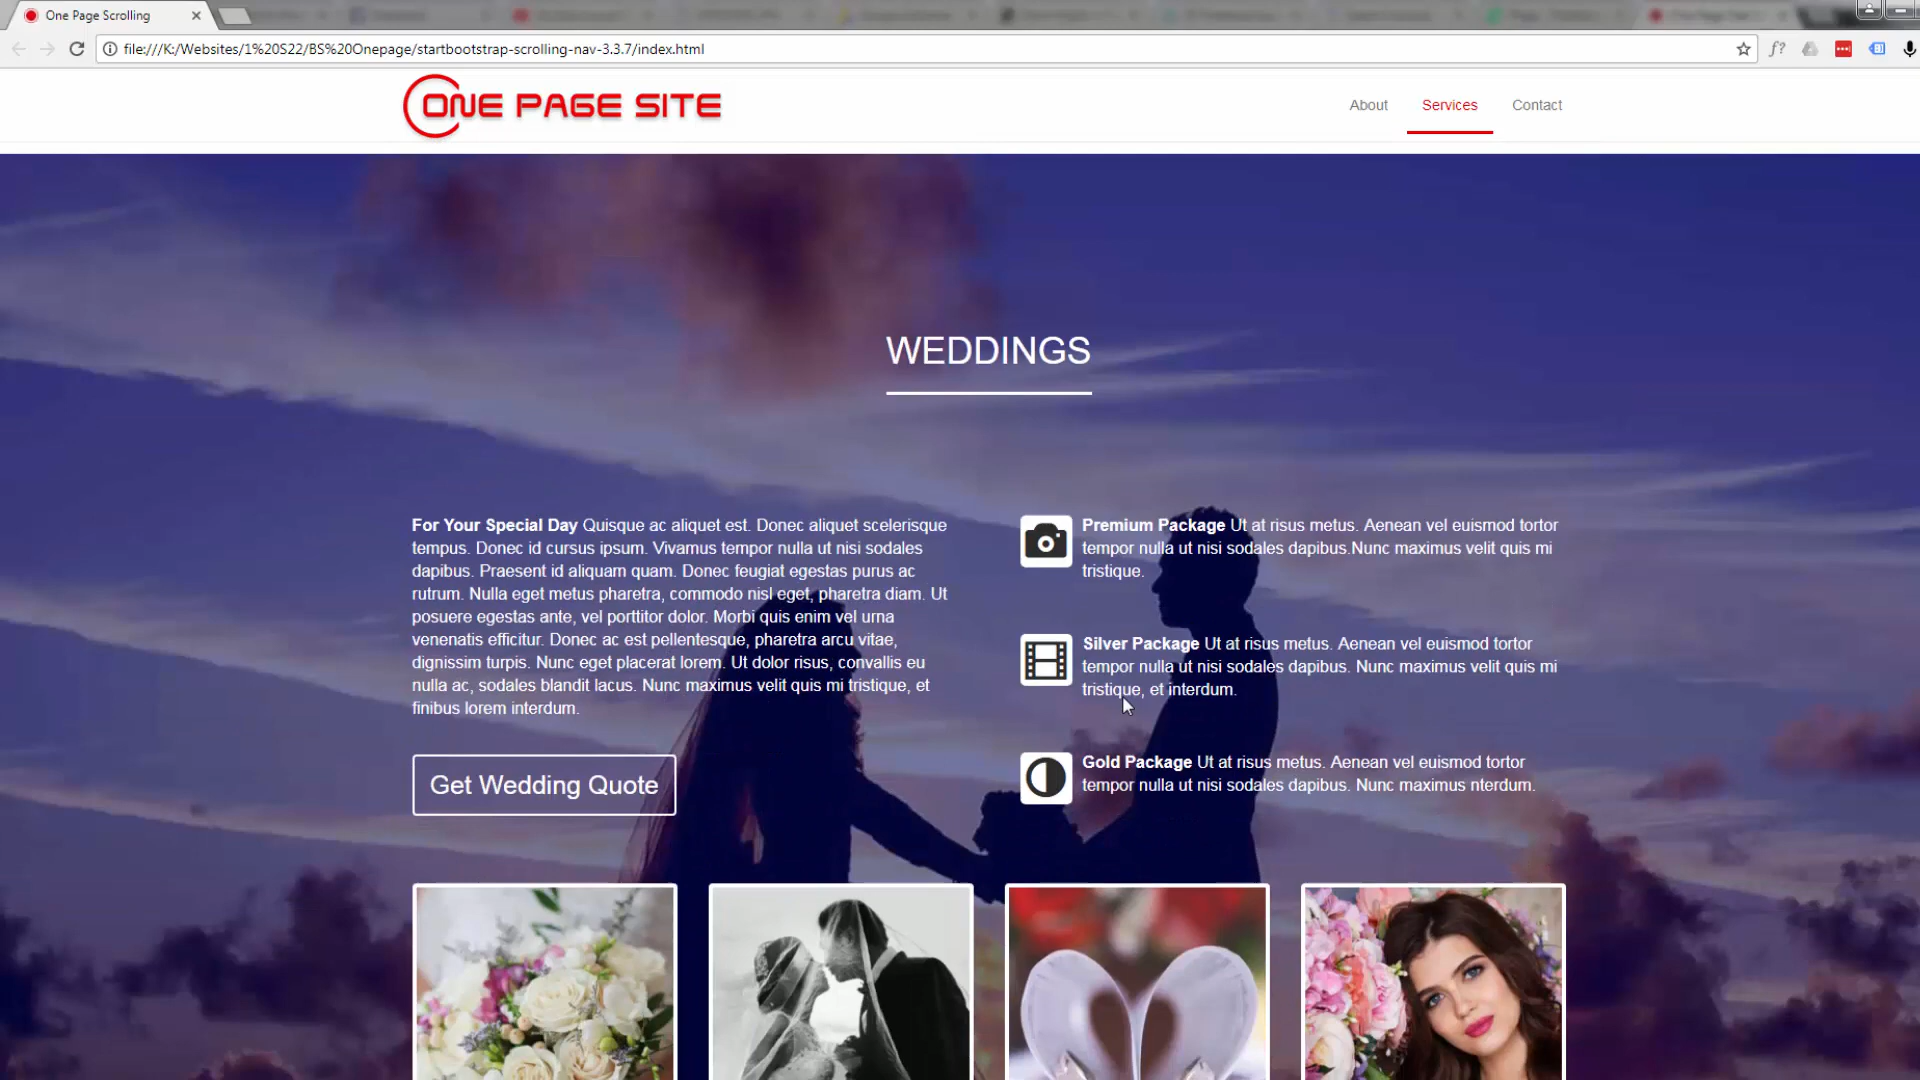 One Page Scrolling
file:///K:/Websites/1%20S22/BS%20Onepage/startbootstrap-scrolling-nav-3.3.7/index.html
f?
ONE PAGE SITE
About Services Contact
WEDDINGS
For Your Special Day Quisque ac aliquet est. Donec aliquet scelerisque
tempus. Donec id cursus ipsum. Vivamus tempor nulla ut nisi sodales
dapibus. Praesent id aliquam quam. Donec feugiat egestas purus ac
rutrum. Nulla eget metus pharetra, commodo nisl eget, pharetra diam. Ut
posuere egestas ante, vel porttitor dolor. Morbi quis enim vel urna
venenatis efficitur. Donec ac est pellentesque, pharetra arcu vitae,
dignissim turpis. Nunc eget placerat lorem. Ut dolor risus, convallis eu
nulla ac, sodales blandit lacus. Nunc maximus velit quis mi tristique, et
finibus lorem interdum.
Get Wedding Quote
Premium Package Ut at risus metus. Aenean vel euismod tortor
tempor nulla ut nisi sodales dapibus.Nunc maximus velit quis mi
tristique.
Silver Package Ut at risus metus. Aenean vel euismod tortor
tempor nulla ut nisi sodales dapibus. Nunc maximus velit quis mi
tristique, et interdum.
Gold Package Ut at risus metus. Aenean vel euismod tortor
tempor nulla ut nisi sodales dapibus. Nunc maximus nterdum.